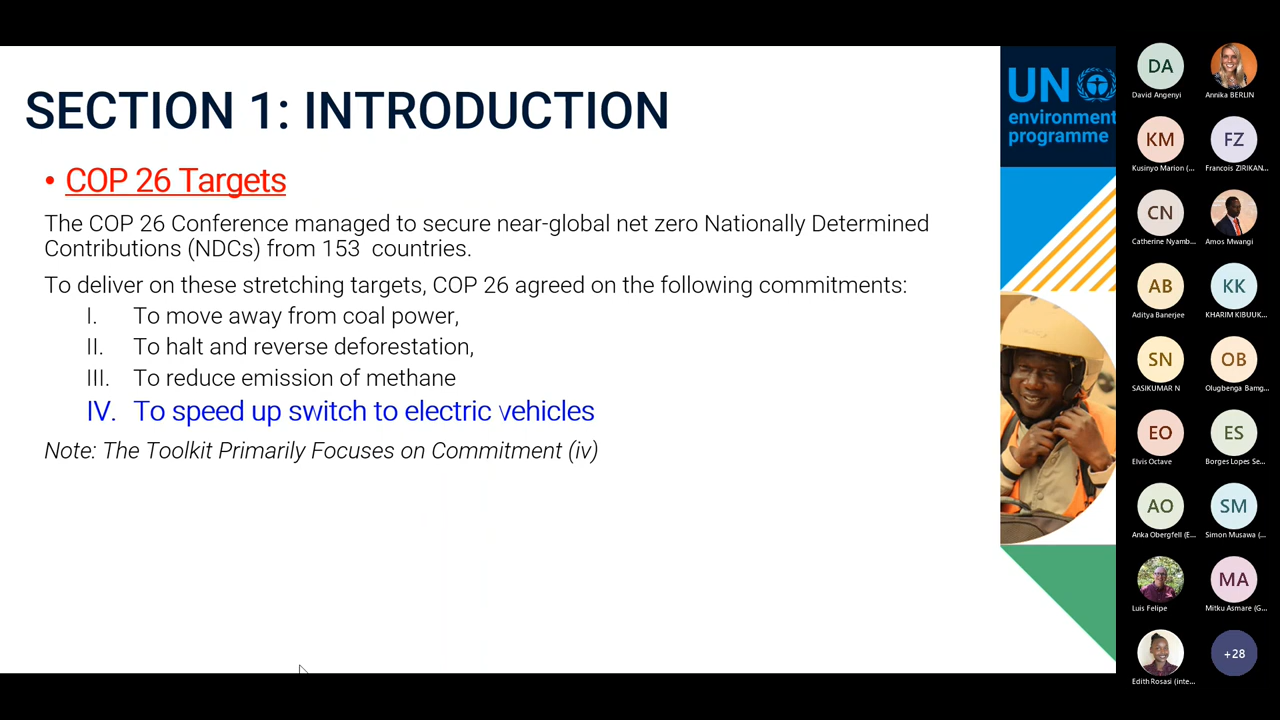 SECTION 1: INTRODUCTION
• COP 26 Targets
The COP 26 Conference managed to secure near-global net zero Nationally Determined
Contributions (NDCs) from 153 countries.
To deliver on these stretching targets, COP 26 agreed on the following commitments:
I. To move away from coal power,
II. To halt and reverse deforestation,
III. To reduce emission of methane
IV. To speed up switch to electric vehicles
Note: The Toolkit Primarily Focuses on Commitment (iv)
UN
environment
programme
DA
David Angenyi
Annika BERLIN
KM
Kusinyo Marion (...
FZ
Francois ZIRIKAN...
CN
Catherine Nyamb...
Amos Mwangi
AB
Aditya Banerjee
KK
KHARIM KIBUUK...
SN
SASIKUMAR N
OB
Olugbenga Bamg...
EO
Elvis Octave
ES
Borges Lopes Se...
AO
Anka Obergfell (E...
SM
Simon Musawa (...
Luis Felipe
MA
Mitku Asmare (G...
Edith Rosasi (inte...
+28